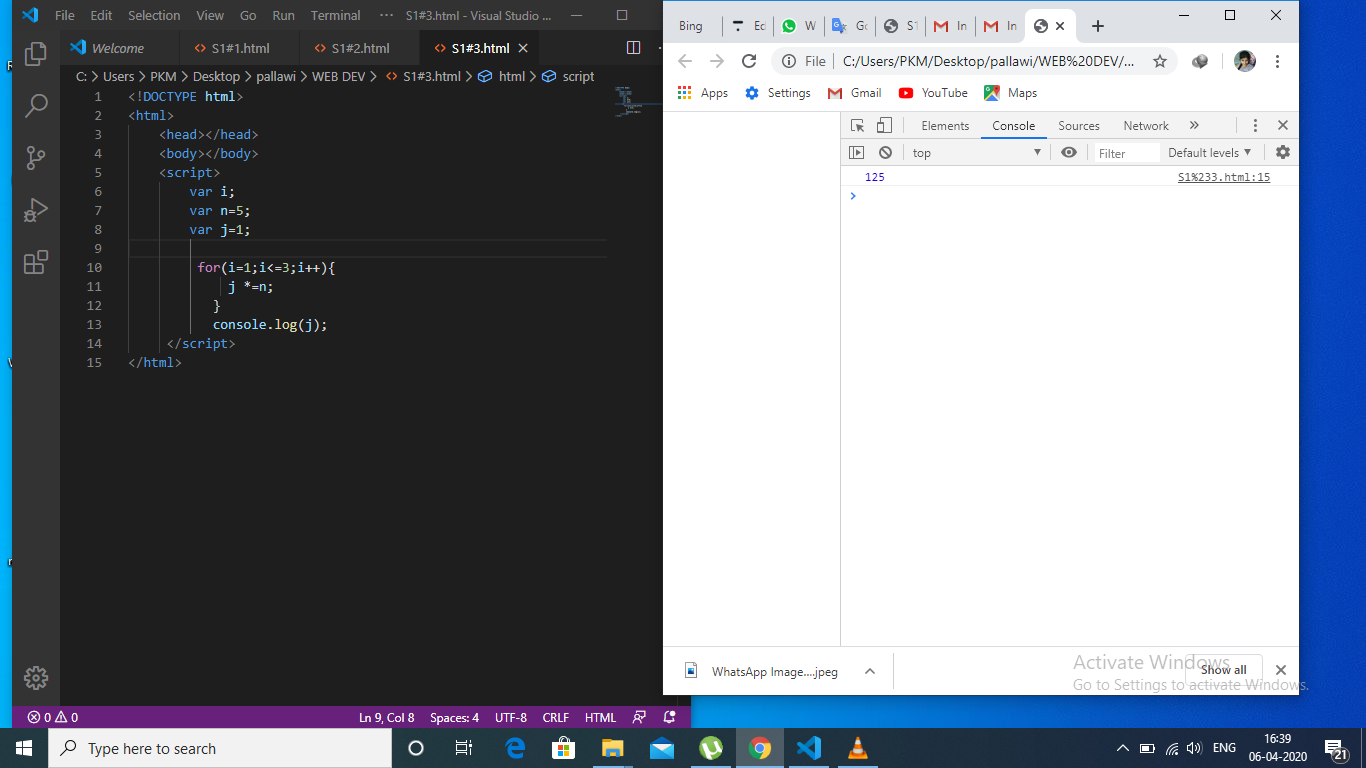 File Edit Selection View Go Run Terminal ··· S1#3.html - Visual Studio ...
Welcome S1#1.html S1#2.html S1#3.html
C: > Users > PKM > Desktop > pallawi > WEB DEV > S1#3.html > html > script
1 <!DOCTYPE html>
2 <html>
3 <head></head>
4 <body></body>
5 <script>
6 var i;
7 var n=5;
8 var j=1;
9
10 for(i=1;i<=3;i++){
11 j *=n;
12 }
13 console.log(j);
14 </script>
15 </html>
0 0 Ln 9, Col 8 Spaces: 4 UTF-8 CRLF HTML
Bing Ed W Go S1 In In
File | C:/Users/PKM/Desktop/pallawi/WEB%20DEV/...
Apps Settings Gmail YouTube Maps
Elements Console Sources Network »
top Filter Default levels
125 S1%233.html:15
>
WhatsApp Image....jpeg Show all
Activate Windows
Go to Settings to activate Windows.
Type here to search
ENG 16:39
06-04-2020
21